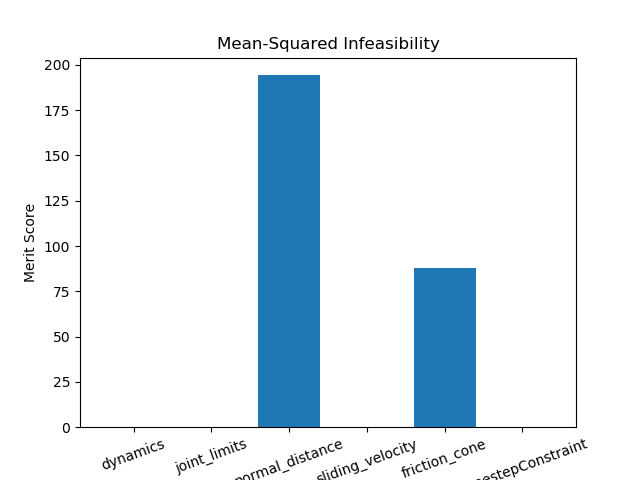 Mean-Squared Infeasibility
Merit Score
200
175
150
125
100
75
50
25
0
dynamics
joint_limits
normal_distance
sliding_velocity
friction_cone
estepConstraint